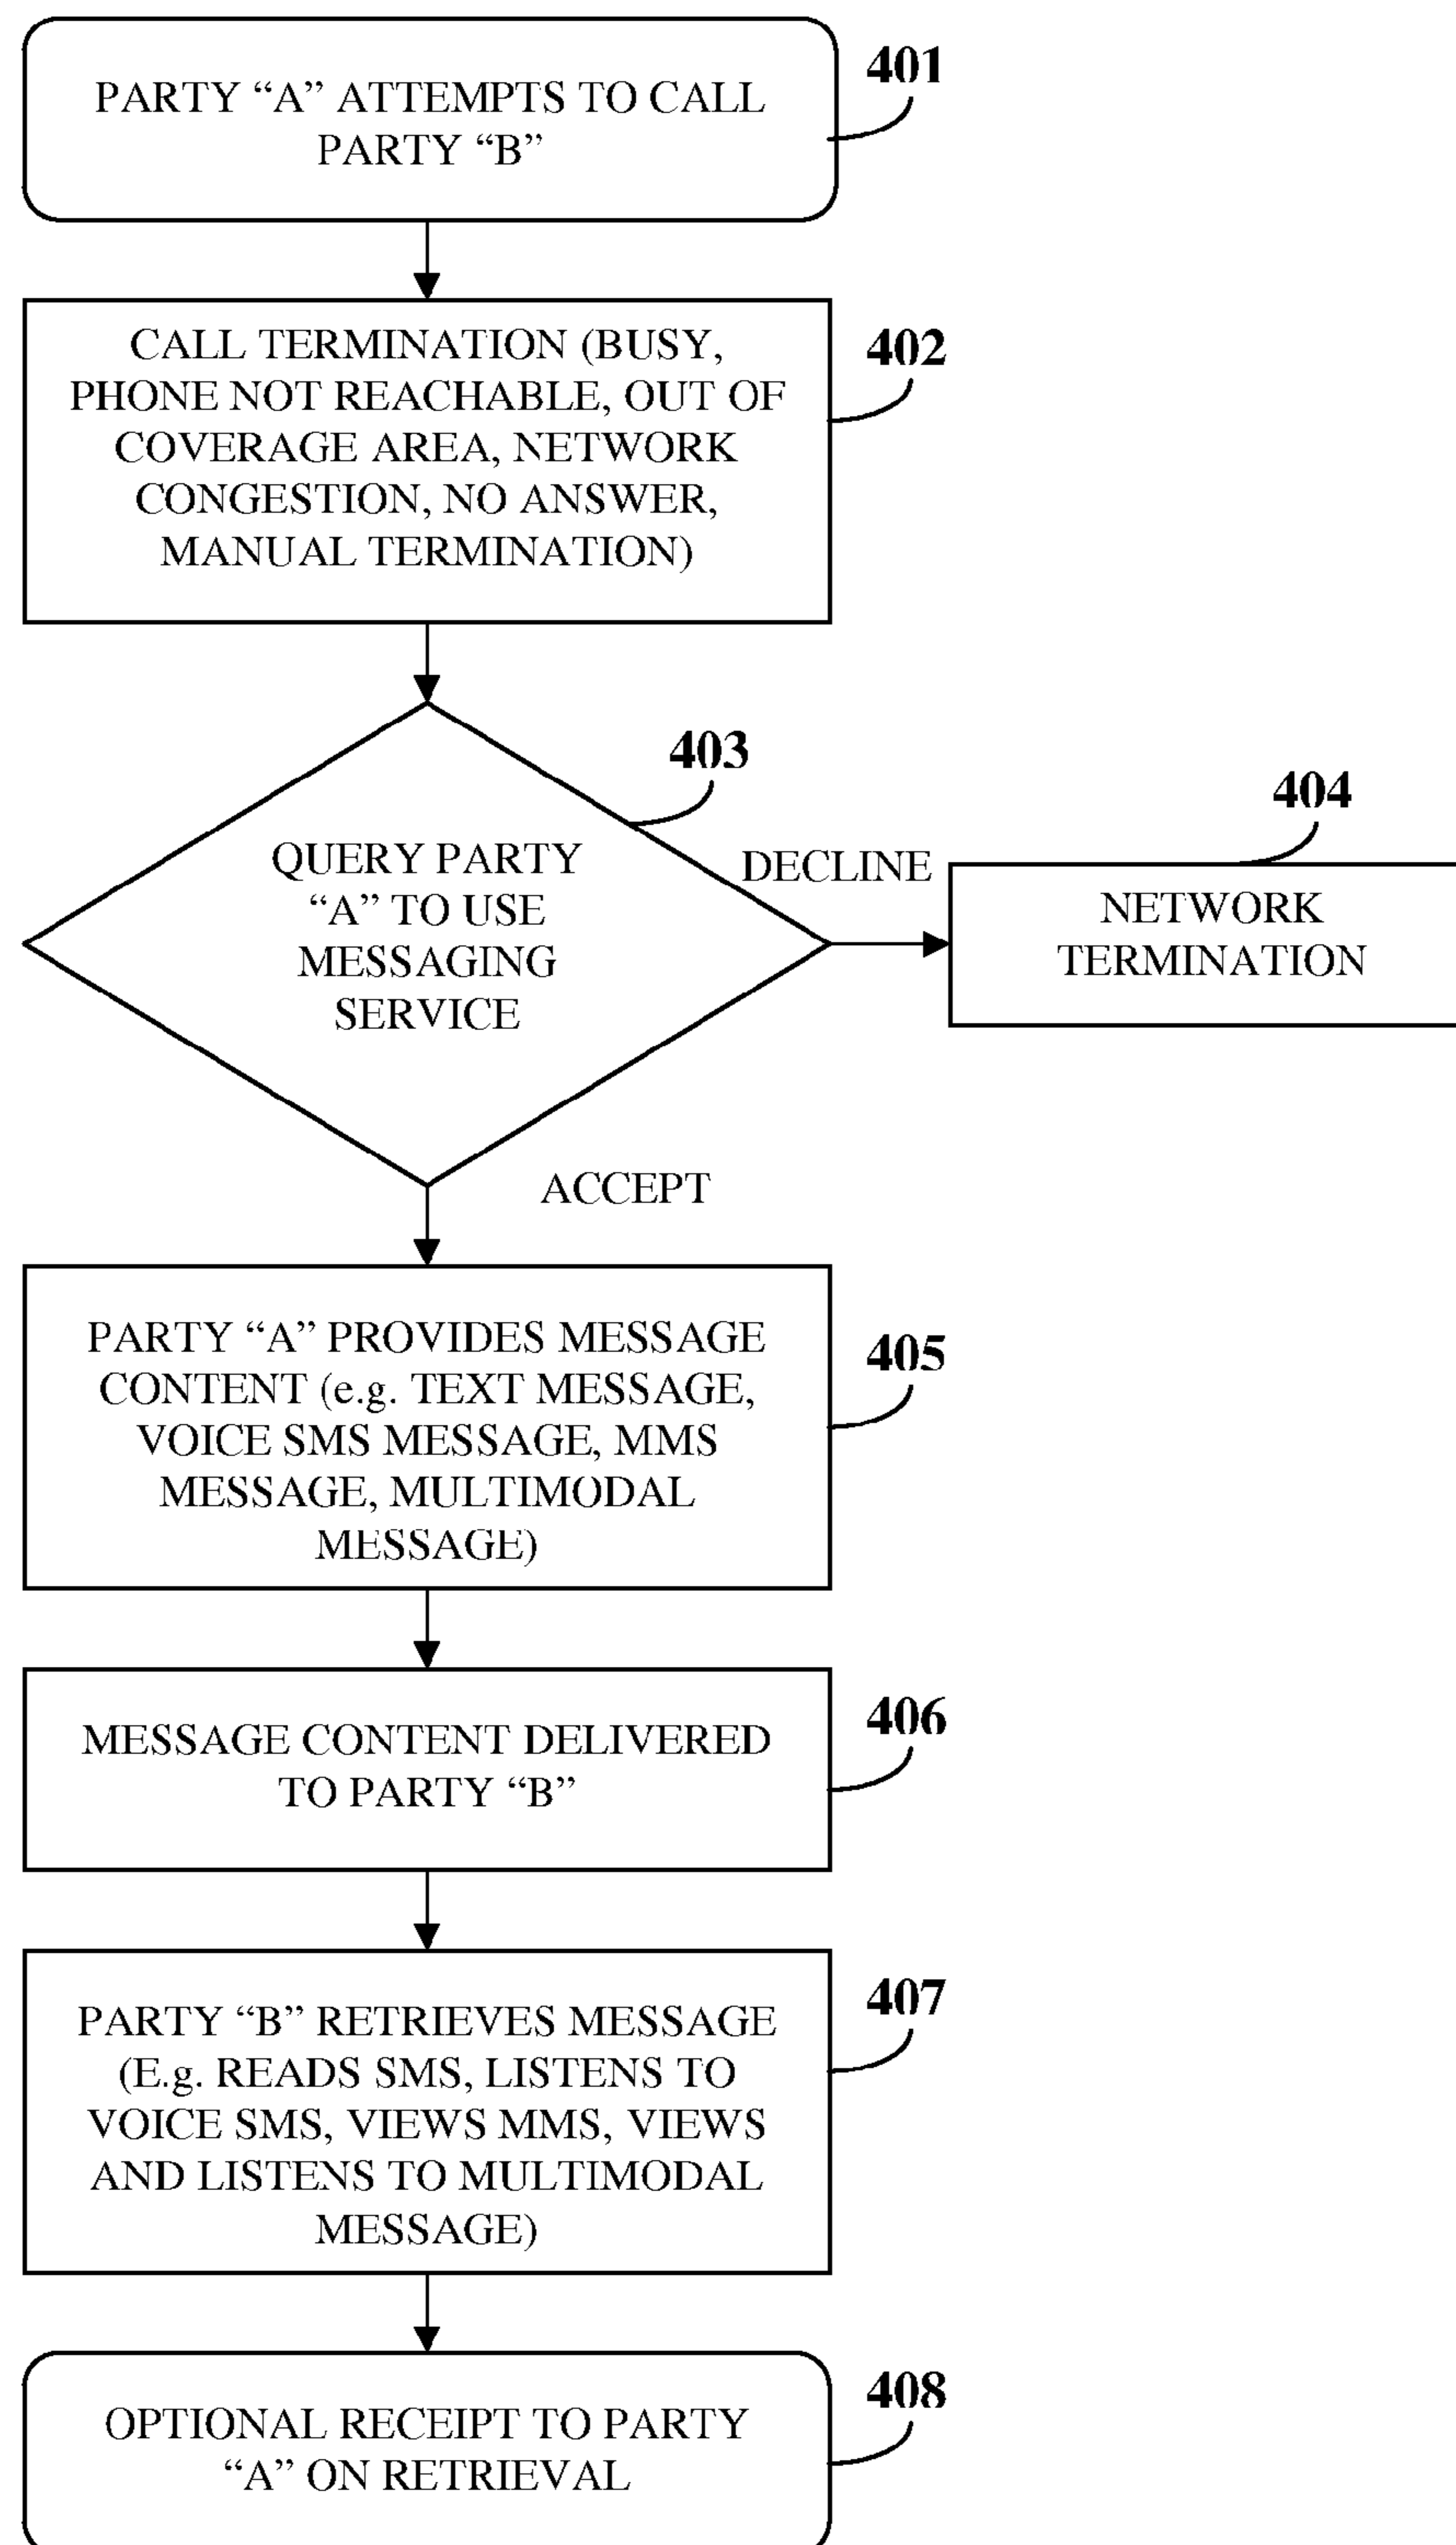 401
PARTY “A” ATTEMPTS TO CALL
PARTY “B”
402
CALL TERMINATION (BUSY,
PHONE NOT REACHABLE, OUT OF
COVERAGE AREA, NETWORK
CONGESTION, NO ANSWER,
MANUAL TERMINATION)
403
QUERY PARTY
“A” TO USE
MESSAGING
SERVICE
DECLINE
404
NETWORK
TERMINATION
ACCEPT
405
PARTY “A” PROVIDES MESSAGE
CONTENT (e.g. TEXT MESSAGE,
VOICE SMS MESSAGE, MMS
MESSAGE, MULTIMODAL
MESSAGE)
406
MESSAGE CONTENT DELIVERED
TO PARTY “B”
407
PARTY “B” RETRIEVES MESSAGE
(E.g. READS SMS, LISTENS TO
VOICE SMS, VIEWS MMS, VIEWS
AND LISTENS TO MULTIMODAL
MESSAGE)
408
OPTIONAL RECEIPT TO PARTY
“A” ON RETRIEVAL